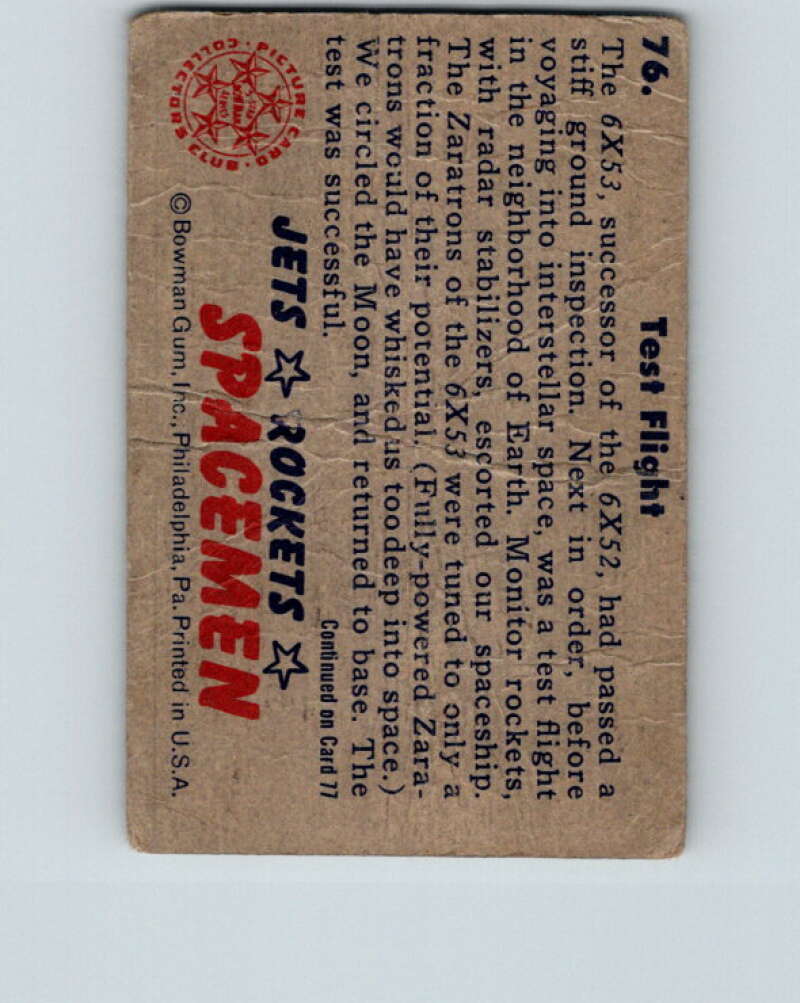 76. Test Flight
The 6X53, successor of the 6X52, had passed a
stiff ground inspection. Next in order, before
voyaging into interstellar space, was a test flight
in the neighborhood of Earth. Monitor rockets,
with radar stabilizers, escorted our spaceship.
The Zaratrons of the 6X53 were tuned to only a
fraction of their potential. (Fully-powered Zara-
trons would have whisked us too deep into space.)
We circled the Moon, and returned to base. The
test was successful.
Continued on Card 77
JETS ☆ ROCKETS ☆
SPACEMEN
PICTURE CARD · COLLECTORS CLUB ·
© Bowman Gum, Inc., Philadelphia, Pa. Printed in U.S.A.